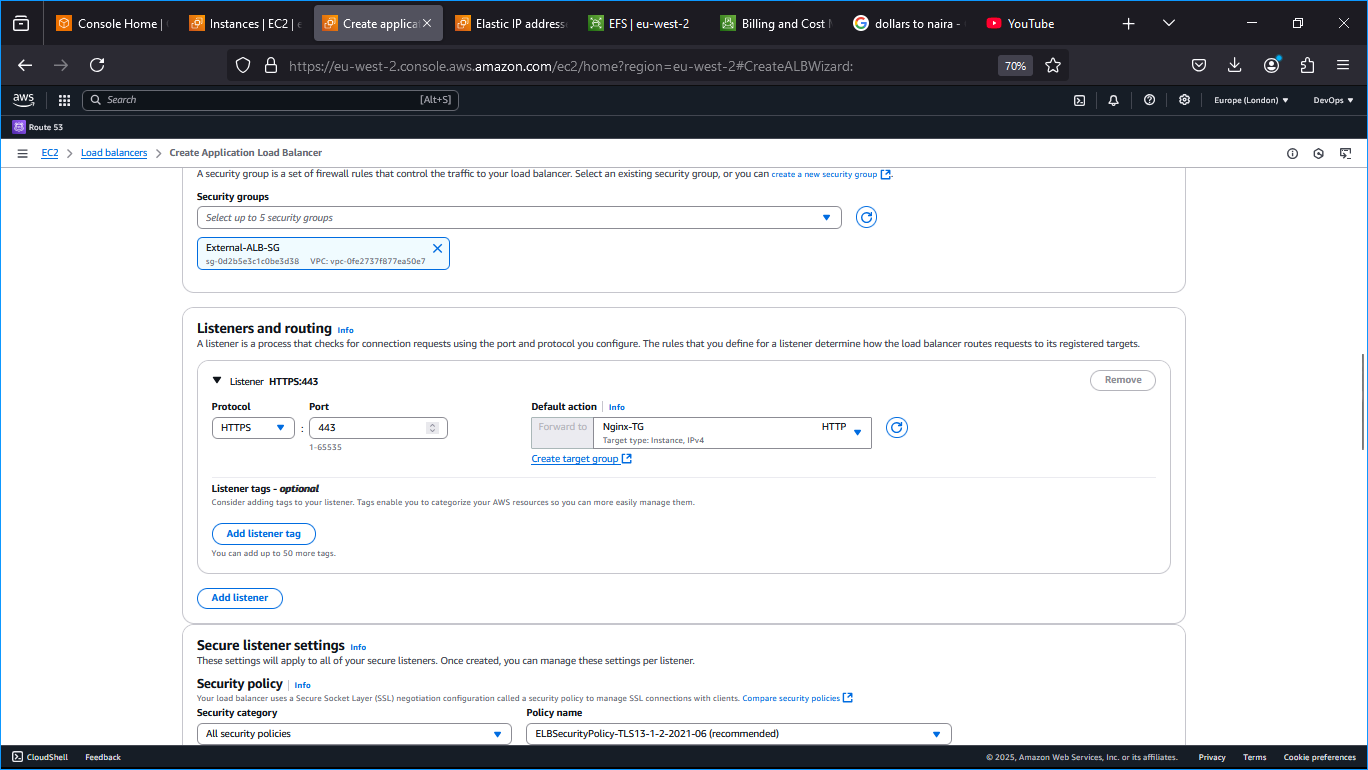 Console Home |
Instances | EC2 | e
Create applicat
Elastic IP address
EFS | eu-west-2
Billing and Cost M
dollars to naira -
YouTube
https://eu-west-2.console.aws.amazon.com/ec2/home?region=eu-west-2#CreateALBWizard:
70%
aws
Search
[Alt+S]
Europe (London)
DevOps
Route 53
EC2 > Load balancers > Create Application Load Balancer
A security group is a set of firewall rules that control the traffic to your load balancer. Select an existing security group, or you can create a new security group.
Security groups
Select up to 5 security groups
External-ALB-SG
sg-0d2b5e3c1c0be3d38 VPC: vpc-0fe2737f877ea50e7
Listeners and routing Info
A listener is a process that checks for connection requests using the port and protocol you configure. The rules that you define for a listener determine how the load balancer routes requests to its registered targets.
Listener HTTPS:443
Remove
Protocol
Port
Default action | Info
HTTPS
:
443
Forward to
Nginx-TG
HTTP
Target type: Instance, IPv4
1-65535
Create target group
Listener tags - optional
Consider adding tags to your listener. Tags enable you to categorize your AWS resources so you can more easily manage them.
Add listener tag
You can add up to 50 more tags.
Add listener
Secure listener settings Info
These settings will apply to all of your secure listeners. Once created, you can manage these settings per listener.
Security policy | Info
Your load balancer uses a Secure Socket Layer (SSL) negotiation configuration called a security policy to manage SSL connections with clients. Compare security policies
Security category
Policy name
All security policies
ELBSecurityPolicy-TLS13-1-2-2021-06 (recommended)
CloudShell
Feedback
© 2025, Amazon Web Services, Inc. or its affiliates.
Privacy
Terms
Cookie preferences